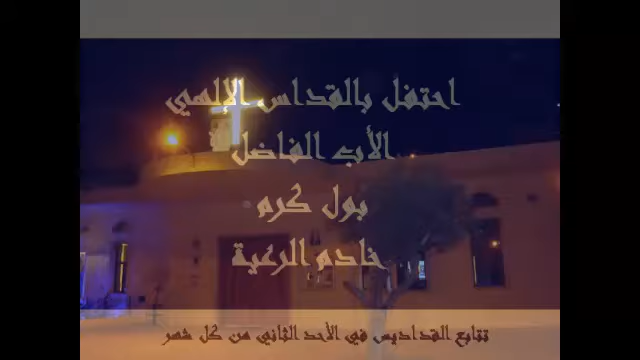 احتفل بالقداس الإلهي
الأب الفاضل
بول كرم
خادم الرعية
تتابع القداديس في الأحد الثاني من كل شهر